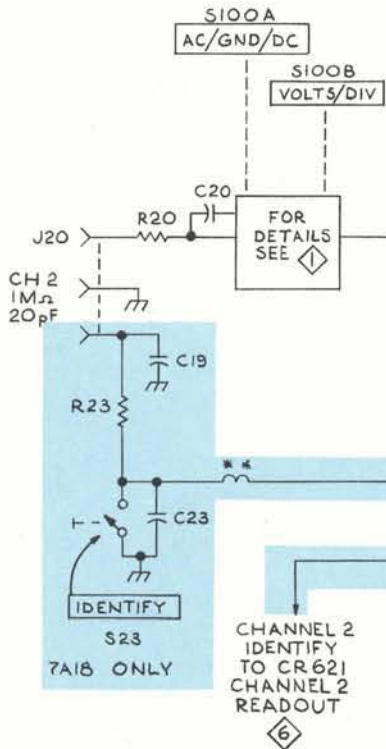 S100A
AC/GND/DC
S100B
VOLTS/DIV
C20
R20
J20
FOR
DETAILS
SEE 1
CH 2
1MΩ
20pF
C19
R23
* *
C23
IDENTIFY
S23
7A18 ONLY
CHANNEL 2
IDENTIFY
TO CR621
CHANNEL 2
READOUT
6